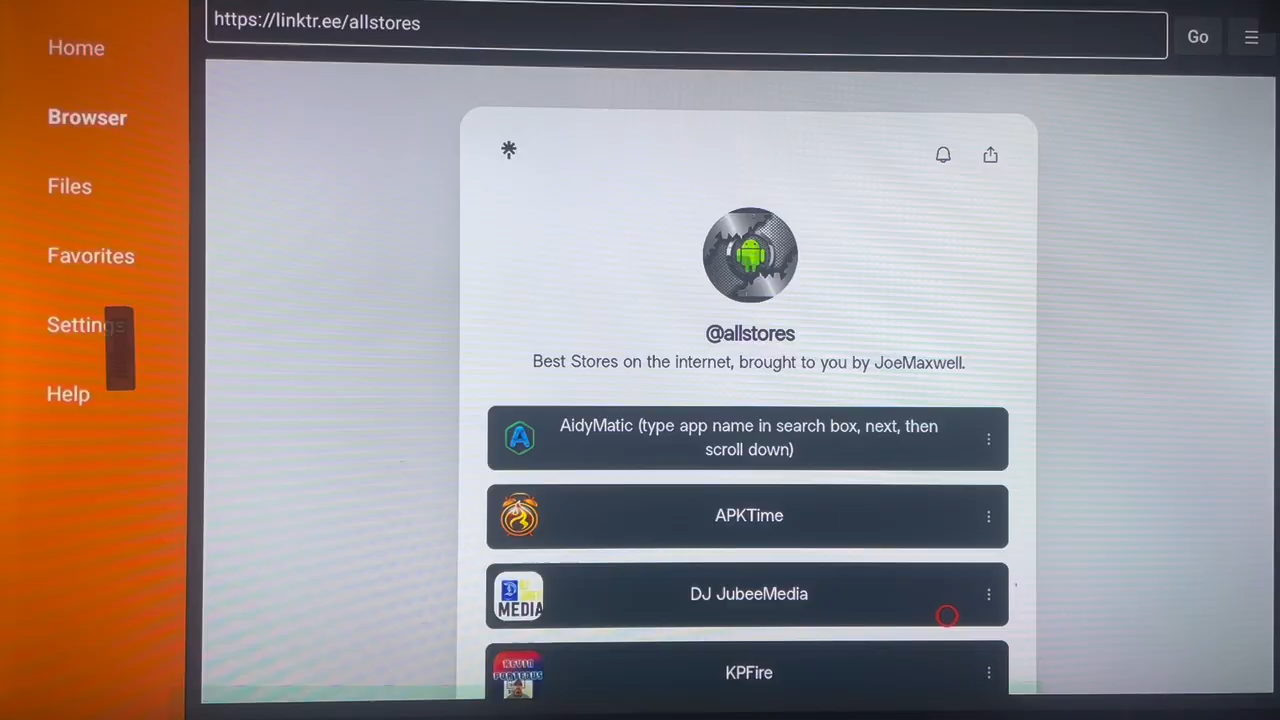 https://linktr.ee/allstores
Go
Home
Browser
Files
Favorites
Settings
Help
@allstores
Best Stores on the internet, brought to you by JoeMaxwell.
AidyMatic (type app name in search box, next, then
scroll down)
APKTime
DJ JubeeMedia
MEDIA
KPFire
KEVIN
PORTEOUS